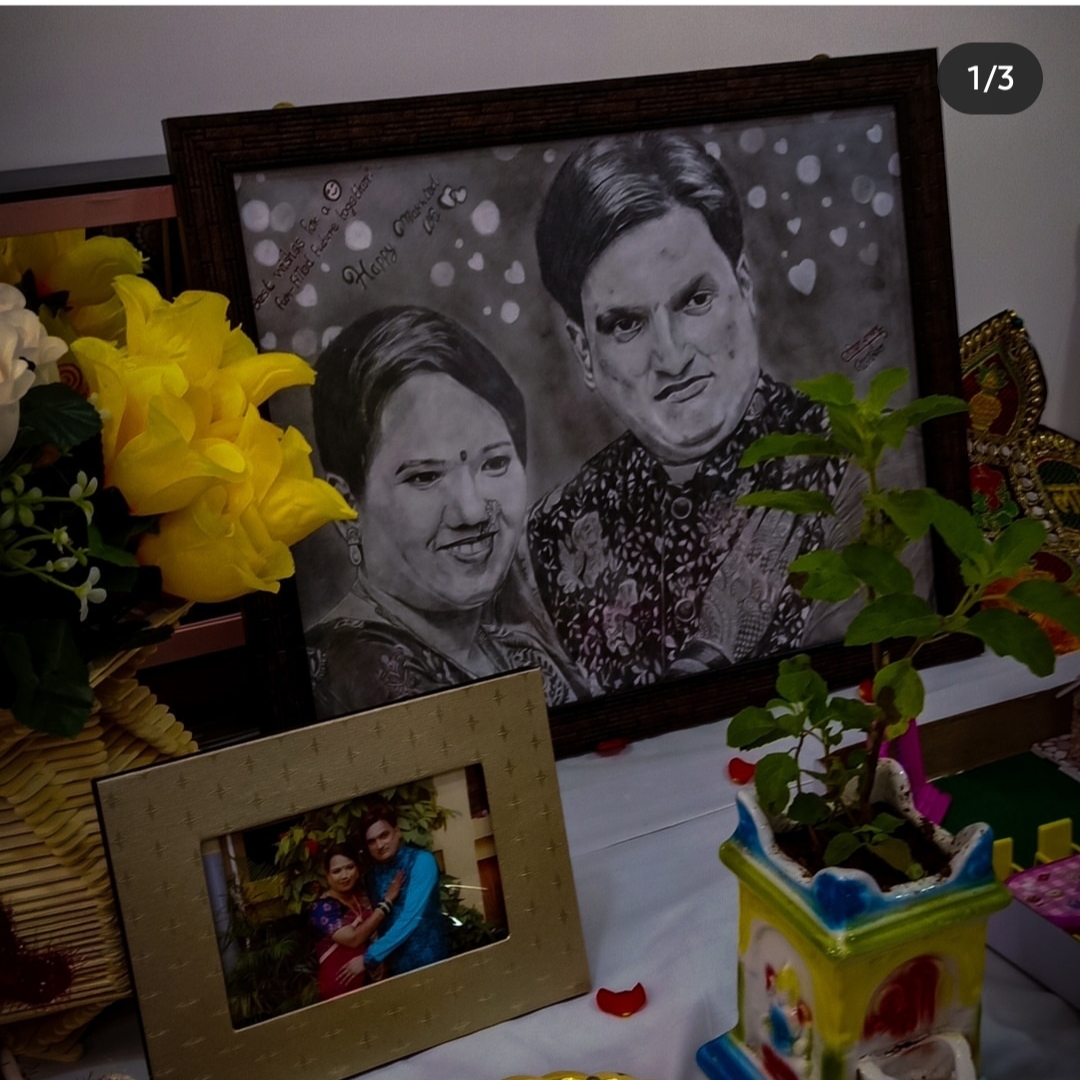 1/3
Best wishes for a
fun-filled future together!
Happy Married
Life